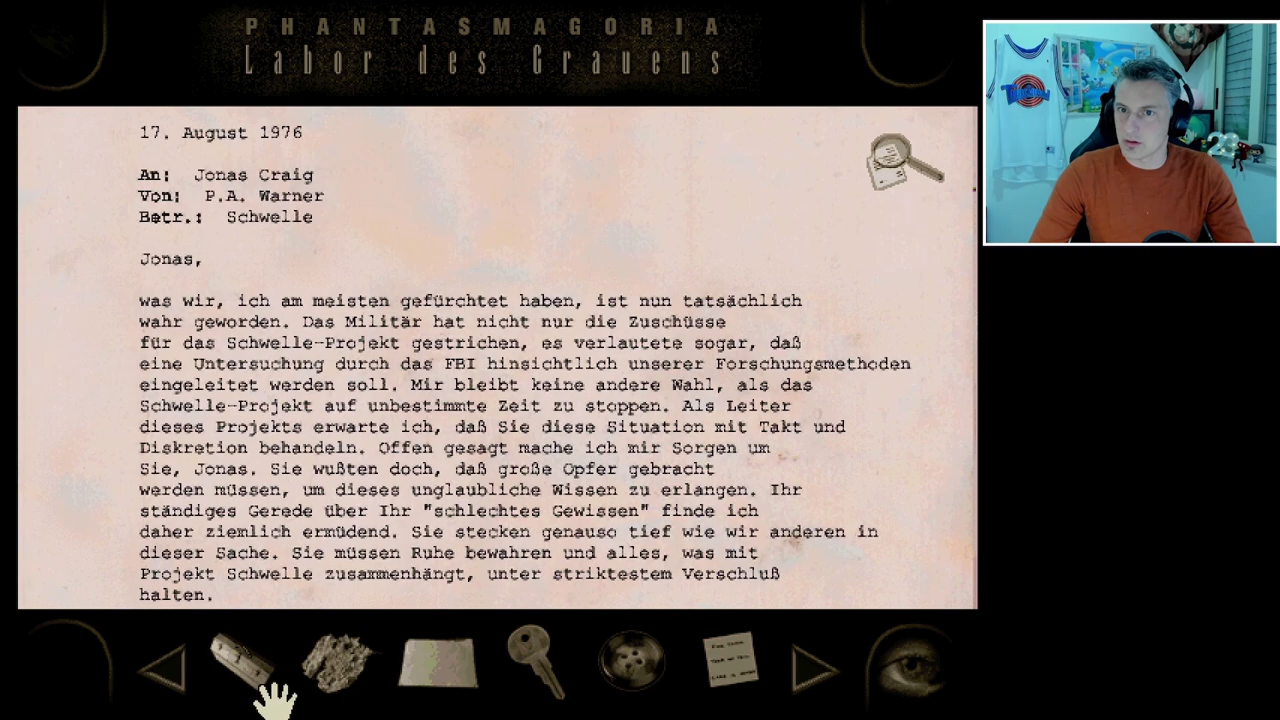 PHANTASMAGORIA
Labor des Grauens
17. August 1976
An: Jonas Craig
Von: P.A. Warner
Betr.: Schwelle
Jonas,
was wir, ich am meisten gefürchtet haben, ist nun tatsächlich
wahr geworden. Das Militär hat nicht nur die Zuschüsse
für das Schwelle-Projekt gestrichen, es verlautete sogar, daß
eine Untersuchung durch das FBI hinsichtlich unserer Forschungsmethoden
eingeleitet werden soll. Mir bleibt keine andere Wahl, als das
Schwelle-Projekt auf unbestimmte Zeit zu stoppen. Als Leiter
dieses Projekts erwarte ich, daß Sie diese Situation mit Takt und
Diskretion behandeln. Offen gesagt mache ich mir Sorgen um
Sie, Jonas. Sie wußten doch, daß große Opfer gebracht
werden müssen, um dieses unglaubliche Wissen zu erlangen. Ihr
ständiges Gerede über Ihr "schlechtes Gewissen" finde ich
daher ziemlich ermüdend. Sie stecken genauso tief wie wir anderen in
dieser Sache. Sie müssen Ruhe bewahren und alles, was mit
Projekt Schwelle zusammenhängt, unter striktestem Verschluß
halten.